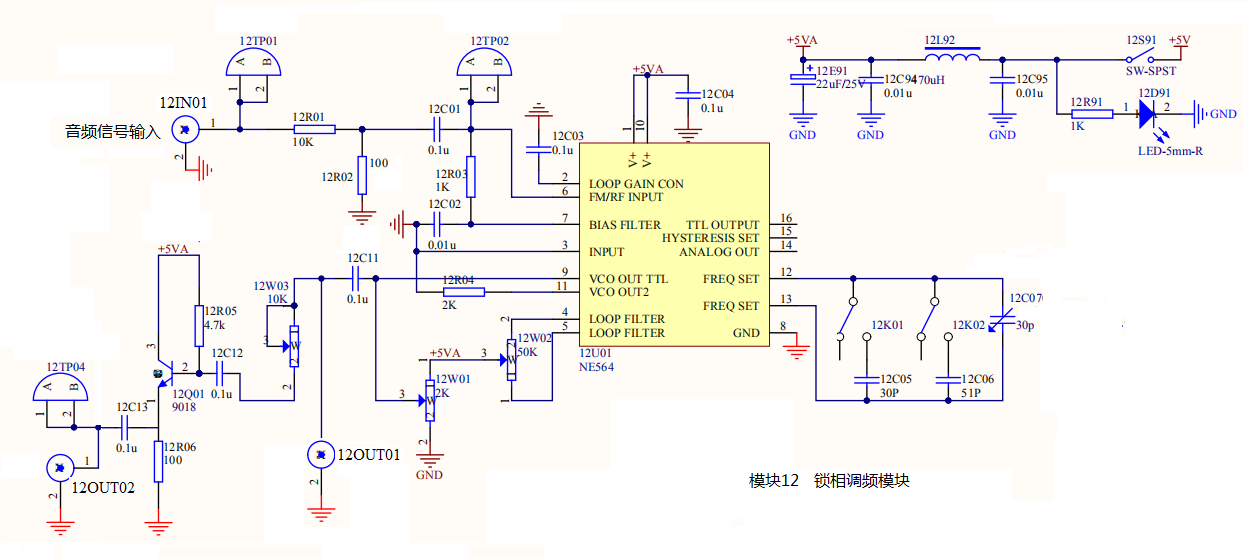 12TP01
A
B
1
2
12TP02
A
B
1
2
+5VA
12L92
12S91
+5V
SW-SPST
12E91
22uF/25V
12C94
470uH
0.01u
12C95
0.01u
12R91
1K
12D91
1
2
GND
GND
GND
GND
LED-5mm-R
12IN01
音频信号输入
1
2
12R01
10K
12R02
100
12C01
0.1u
12C03
0.1u
12R03
1K
12C02
0.01u
+5VA
12C04
0.1u
1
10
V+
V+
2
LOOP GAIN CON
6
FM/RF INPUT
7
BIAS FILTER
3
INPUT
9
VCO OUT TTL
11
VCO OUT2
4
LOOP FILTER
5
LOOP FILTER
TTL OUTPUT
16
HYSTERESIS SET
15
ANALOG OUT
14
FREQ SET
12
FREQ SET
13
GND
8
12U01
NE564
12R04
2K
12C11
0.1u
+5VA
12R05
4.7k
12W03
10K
3
W
1
2
2
12C12
0.1u
3
2
1
12Q01
9018
12TP04
A
B
1
2
12C13
0.1u
12R06
100
1
2
12OUT02
12OUT01
2
+5VA
1
3
12W01
2K
W
1
2
2
GND
2
3
12W02
50K
W
1
2
1
12K01
12K02
12C07
30p
12C05
30P
12C06
51P
模块12 锁相调频模块